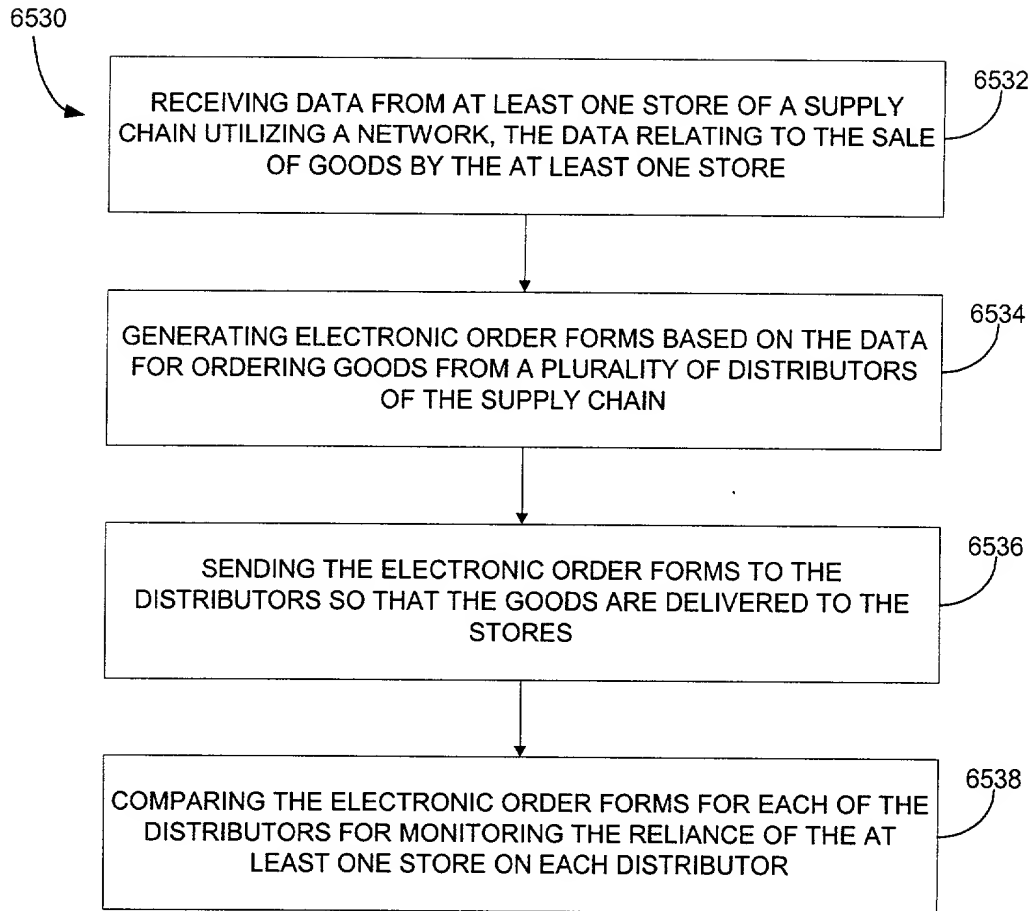 6530
6532
RECEIVING DATA FROM AT LEAST ONE STORE OF A SUPPLY
CHAIN UTILIZING A NETWORK, THE DATA RELATING TO THE SALE
OF GOODS BY THE AT LEAST ONE STORE
6534
GENERATING ELECTRONIC ORDER FORMS BASED ON THE DATA
FOR ORDERING GOODS FROM A PLURALITY OF DISTRIBUTORS
OF THE SUPPLY CHAIN
6536
SENDING THE ELECTRONIC ORDER FORMS TO THE
DISTRIBUTORS SO THAT THE GOODS ARE DELIVERED TO THE
STORES
6538
COMPARING THE ELECTRONIC ORDER FORMS FOR EACH OF THE
DISTRIBUTORS FOR MONITORING THE RELIANCE OF THE AT
LEAST ONE STORE ON EACH DISTRIBUTOR